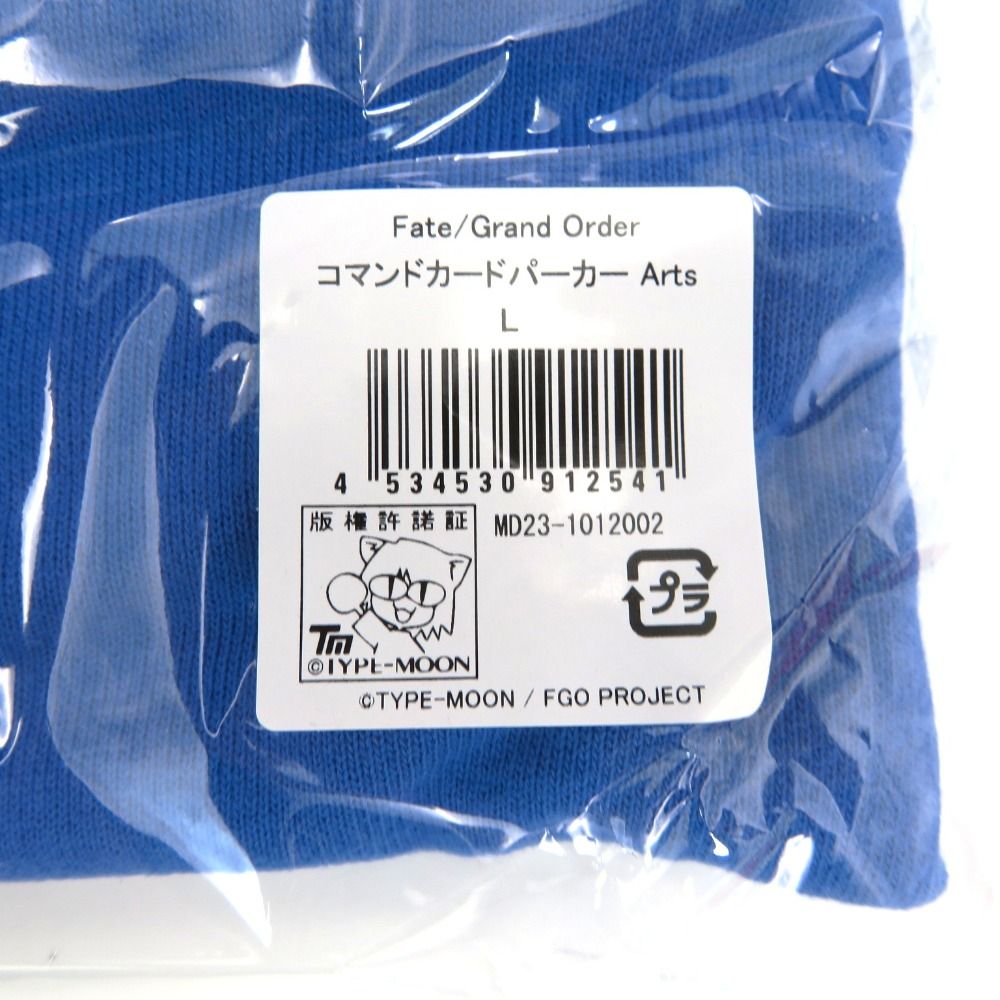 Fate/Grand Order
コマンドカードパーカー Arts
L
4 534530 912541
版権許諾証
MD23-1012002
プラ
TM
©TYPE-MOON
©TYPE-MOON / FGO PROJECT